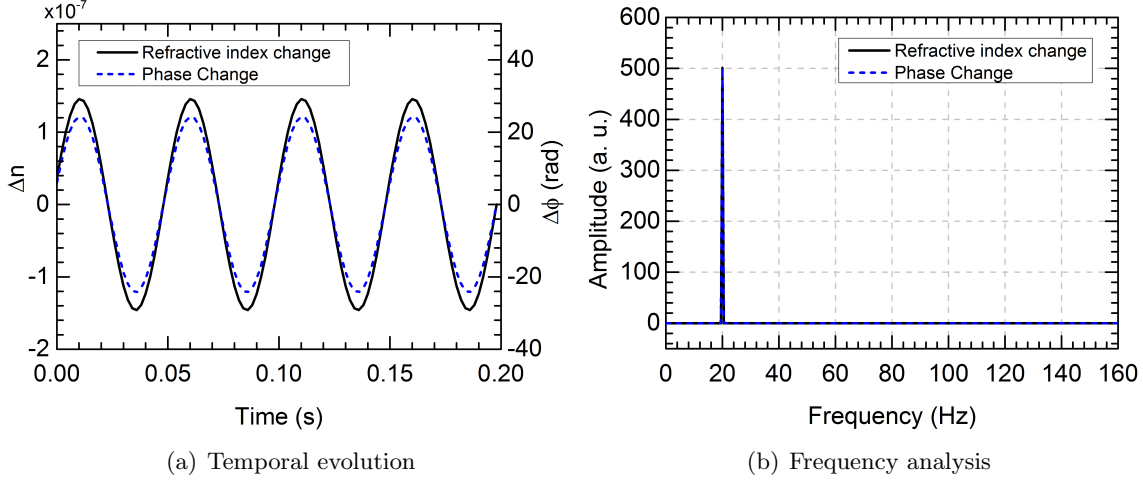 x10⁻⁷
2
1
0
-1
-2
Δn
40
20
0
-20
-40
Δϕ (rad)
Refractive index change
Phase Change
0.00 0.05 0.10 0.15 0.20
Time (s)
(a) Temporal evolution
600
500
400
300
200
100
0
Amplitude (a. u.)
Refractive index change
Phase Change
0 20 40 60 80 100 120 140 160
Frequency (Hz)
(b) Frequency analysis